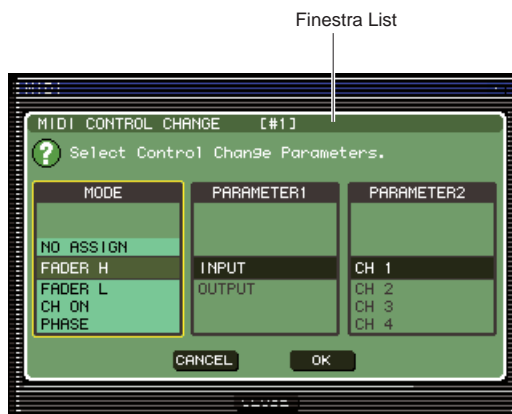 Finestra List
MIDI
MIDI CONTROL CHANGE [#1]
? Select Control Change Parameters.
MODE
NO ASSIGN
FADER H
FADER L
CH ON
PHASE
PARAMETER1
INPUT
OUTPUT
PARAMETER2
CH 1
CH 2
CH 3
CH 4
CANCEL
OK